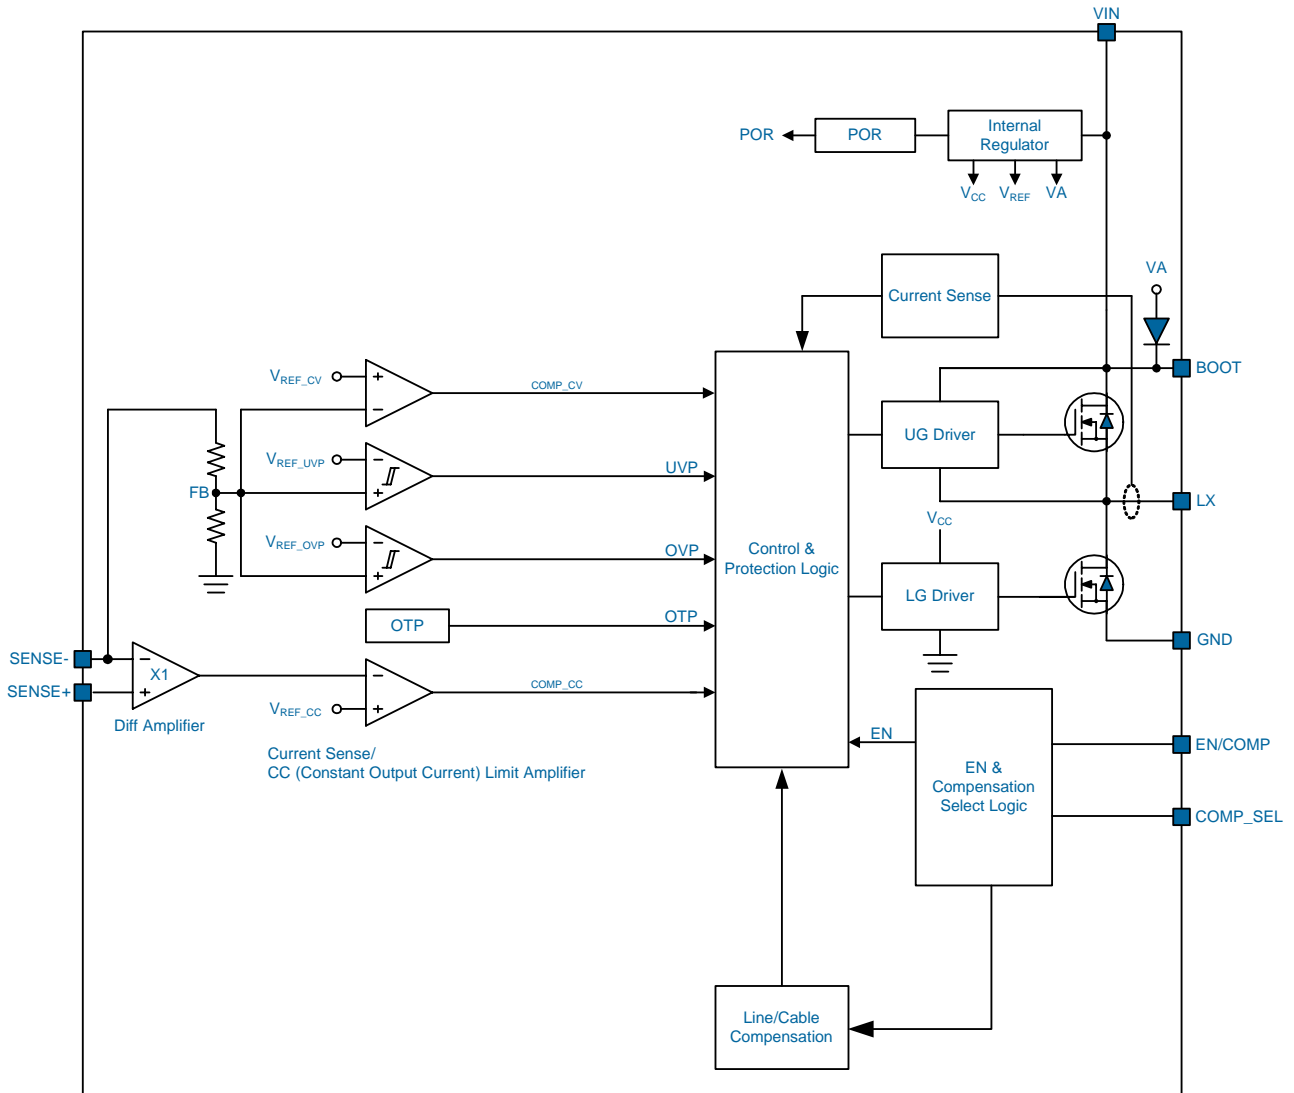 VIN
POR
POR
Internal
Regulator
VCC
VREF
VA
VA
Current Sense
BOOT
VREF_CV
+
−
COMP_CV
UG Driver
VREF_UVP
−
+
UVP
FB
LX
VCC
VREF_OVP
−
+
OVP
Control &
Protection Logic
LG Driver
OTP
OTP
GND
SENSE-
−
X1
SENSE+
+
Diff Amplifier
−
VREF_CC
+
COMP_CC
Current Sense/
CC (Constant Output Current) Limit Amplifier
EN
EN/COMP
EN &
Compensation
Select Logic
COMP_SEL
Line/Cable
Compensation